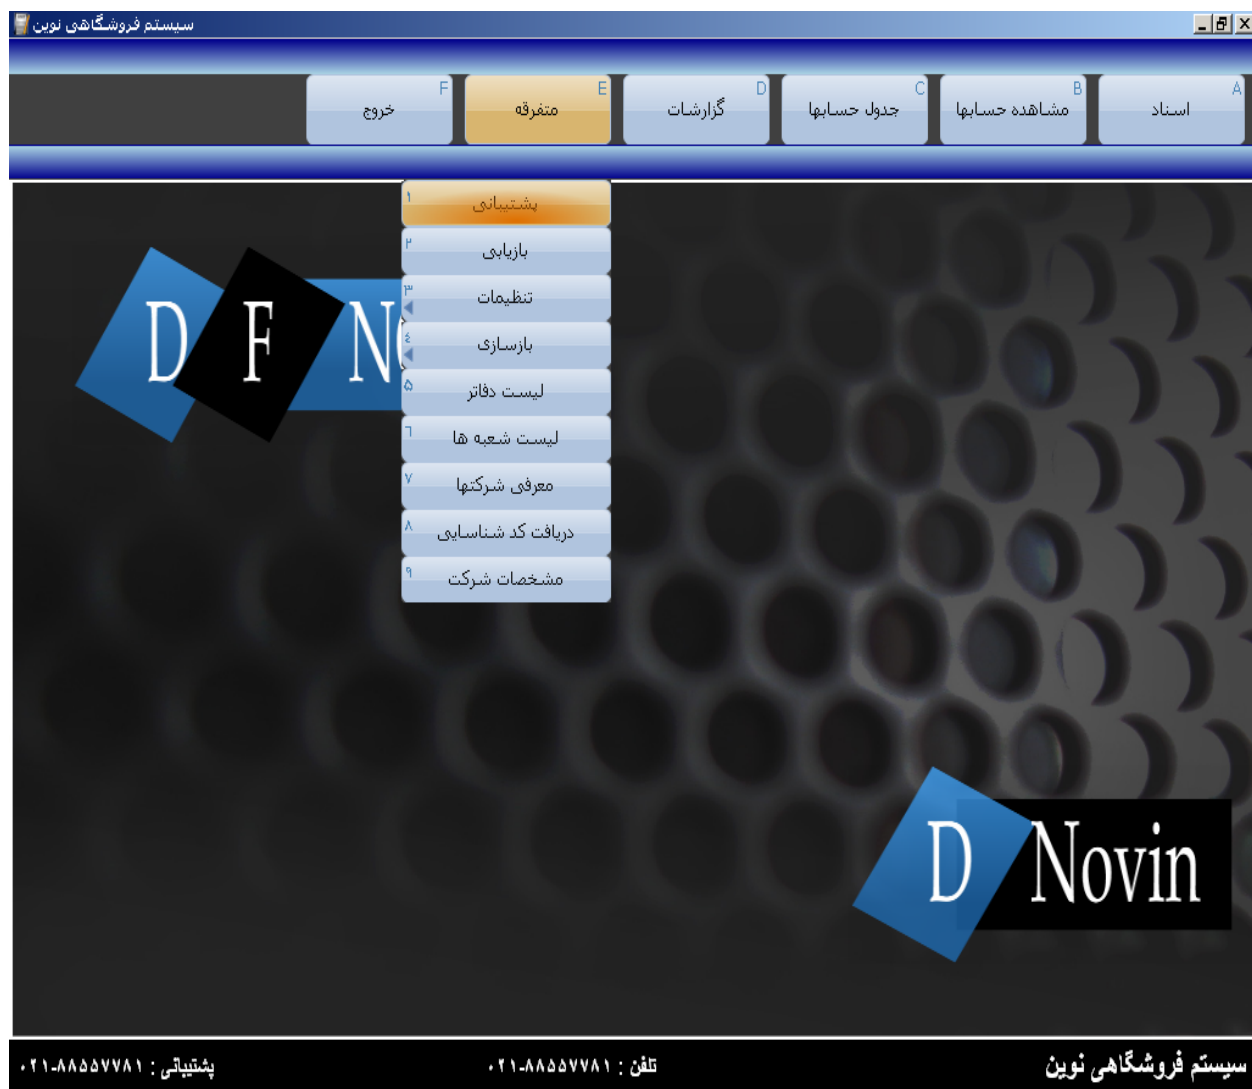 سیستم فروشگاهی نوین
A
اسناد
B
مشاهده حسابها
C
جدول حسابها
D
گزارشات
E
متفرقه
F
خروج
۱ پشتیبانی
۲ بازیابی
۳ تنظیمات
۴ بازسازی
۵ لیست دفاتر
۶ لیست شعبه ها
۷ معرفی شرکتها
۸ دریافت کد شناسایی
۹ مشخصات شرکت
D F N
D Novin
سیستم فروشگاهی نوین
تلفن : ۰۲۱-۸۸۵۵۷۷۸۱
پشتیبانی : ۰۲۱-۸۸۵۵۷۷۸۱